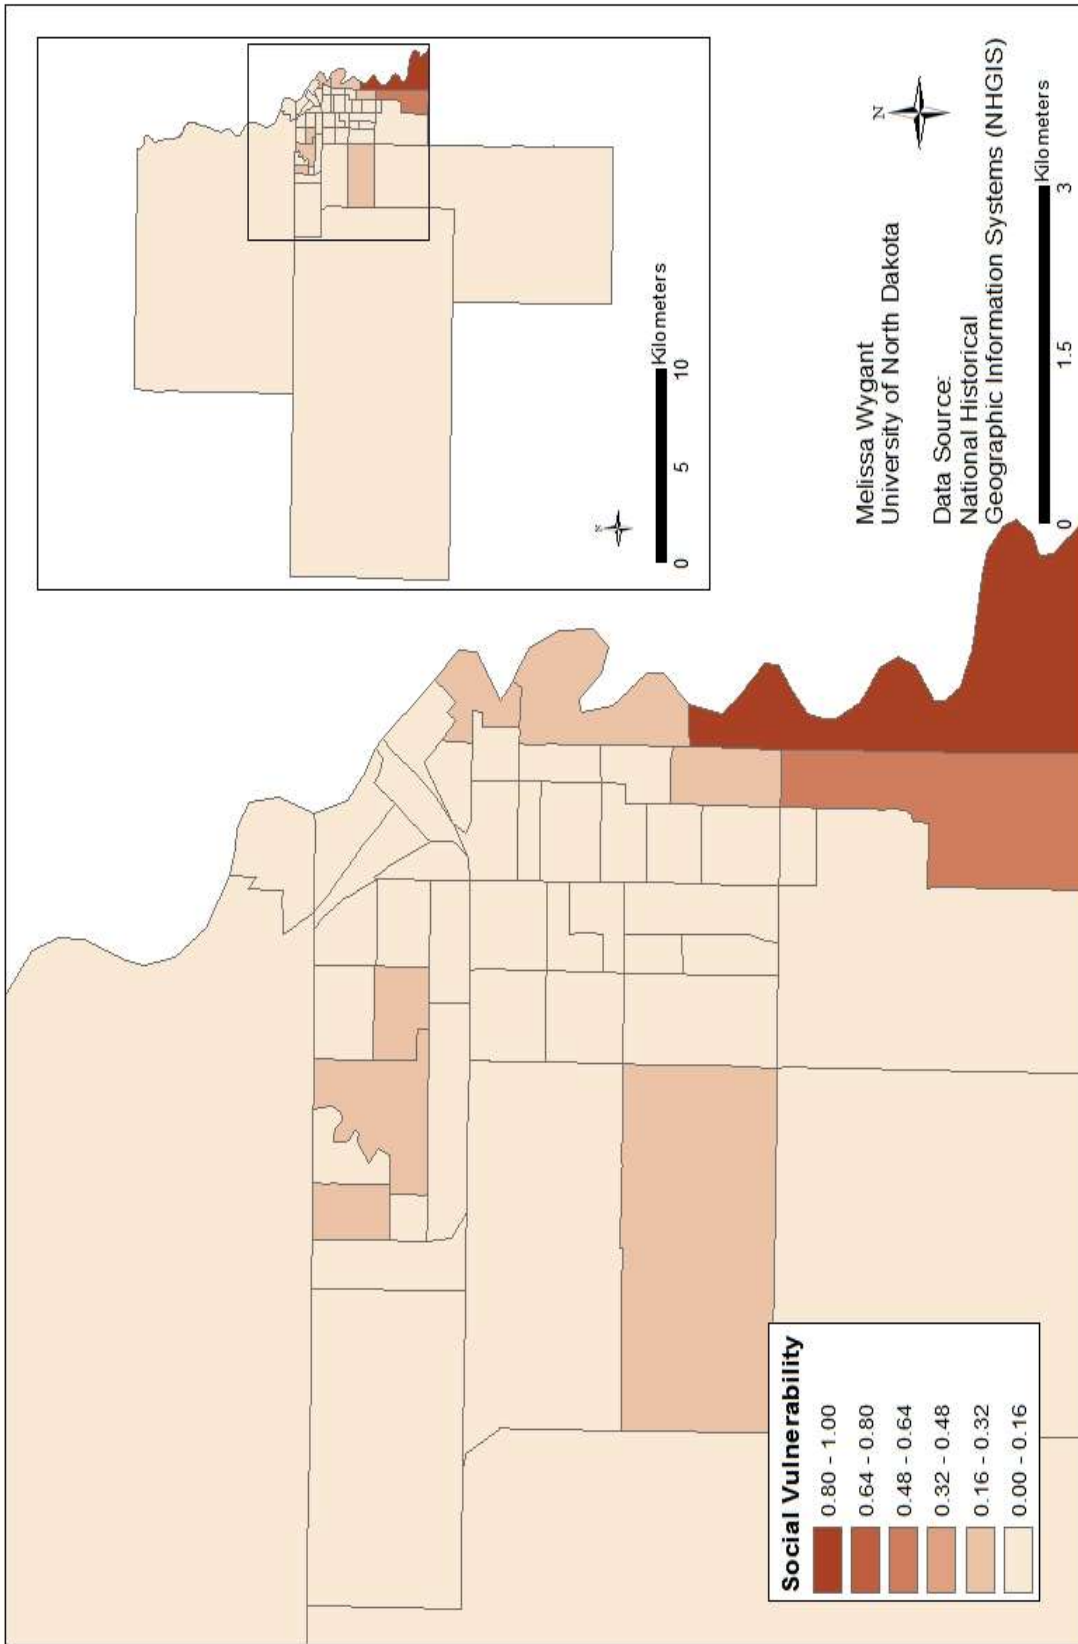 N
0
5
10
Kilometers
Melissa Wygant
University of North Dakota
Data Source:
National Historical
Geographic Information Systems (NHGIS)
N
0
1.5
3
Kilometers
Social Vulnerability
0.80 - 1.00
0.64 - 0.80
0.48 - 0.64
0.32 - 0.48
0.16 - 0.32
0.00 - 0.16